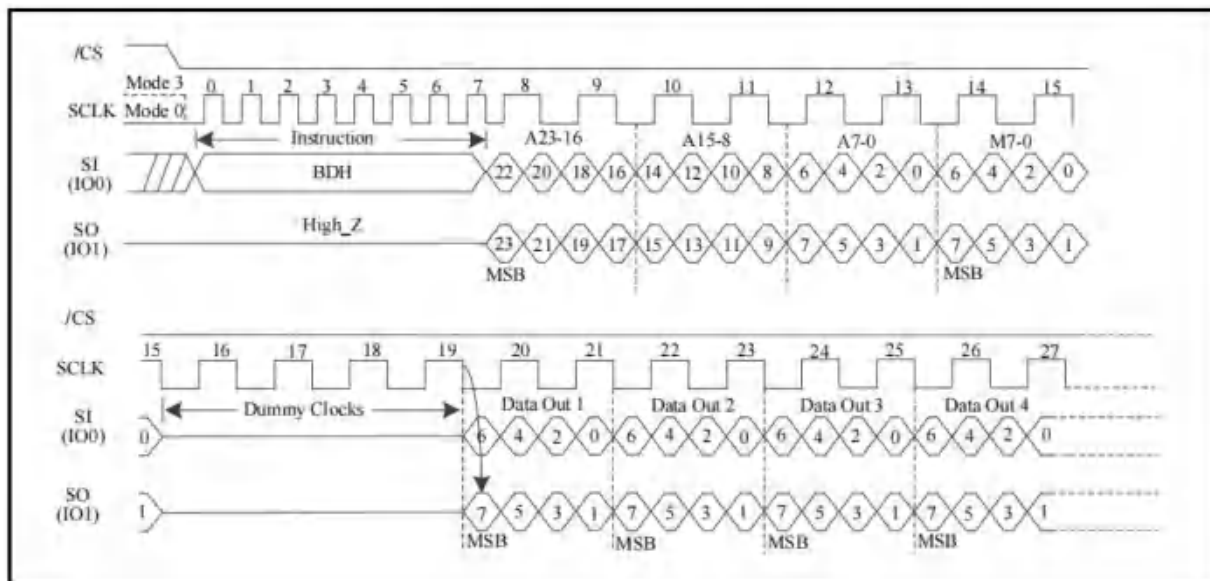 /CS
Mode 3 0 1 2 3 4 5 6 7 8 9 10 11 12 13 14 15
SCLK Mode 0
Instruction A23-16 A15-8 A7-0 M7-0
SI
(IO0) BDH 22 20 18 16 14 12 10 8 6 4 2 0 6 4 2 0
High_Z
SO
(IO1) 23 21 19 17 15 13 11 9 7 5 3 1 7 5 3 1
MSB MSB
/CS
15 16 17 18 19 20 21 22 23 24 25 26 27
SCLK
Dummy Clocks Data Out 1 Data Out 2 Data Out 3 Data Out 4
SI
(IO0) 0 6 4 2 0 6 4 2 0 6 4 2 0 6 4 2 0
SO
(IO1) 1 7 5 3 1 7 5 3 1 7 5 3 1 7 5 3 1
MSB MSB MSB MSB